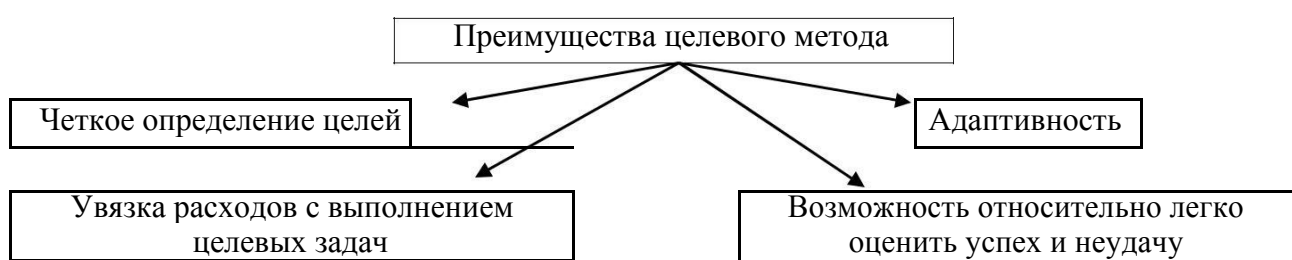 Преимущества целевого метода
Четкое определение целей
Адаптивность
Увязка расходов с выполнением
целевых задач
Возможность относительно легко
оценить успех и неудачу